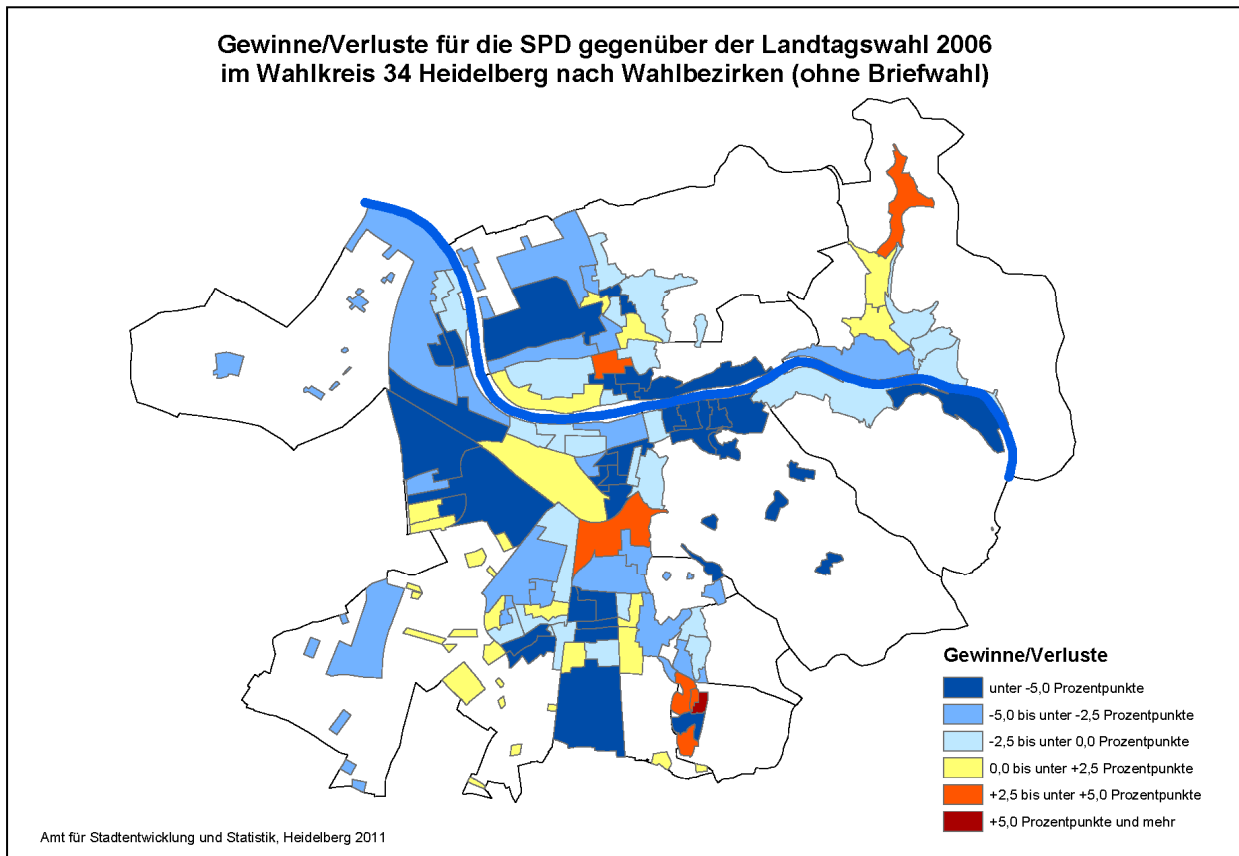 Gewinne/Verluste für die SPD gegenüber der Landtagswahl 2006
im Wahlkreis 34 Heidelberg nach Wahlbezirken (ohne Briefwahl)
Gewinne/Verluste
unter -5,0 Prozentpunkte
-5,0 bis unter -2,5 Prozentpunkte
-2,5 bis unter 0,0 Prozentpunkte
0,0 bis unter +2,5 Prozentpunkte
+2,5 bis unter +5,0 Prozentpunkte
+5,0 Prozentpunkte und mehr
Amt für Stadtentwicklung und Statistik, Heidelberg 2011